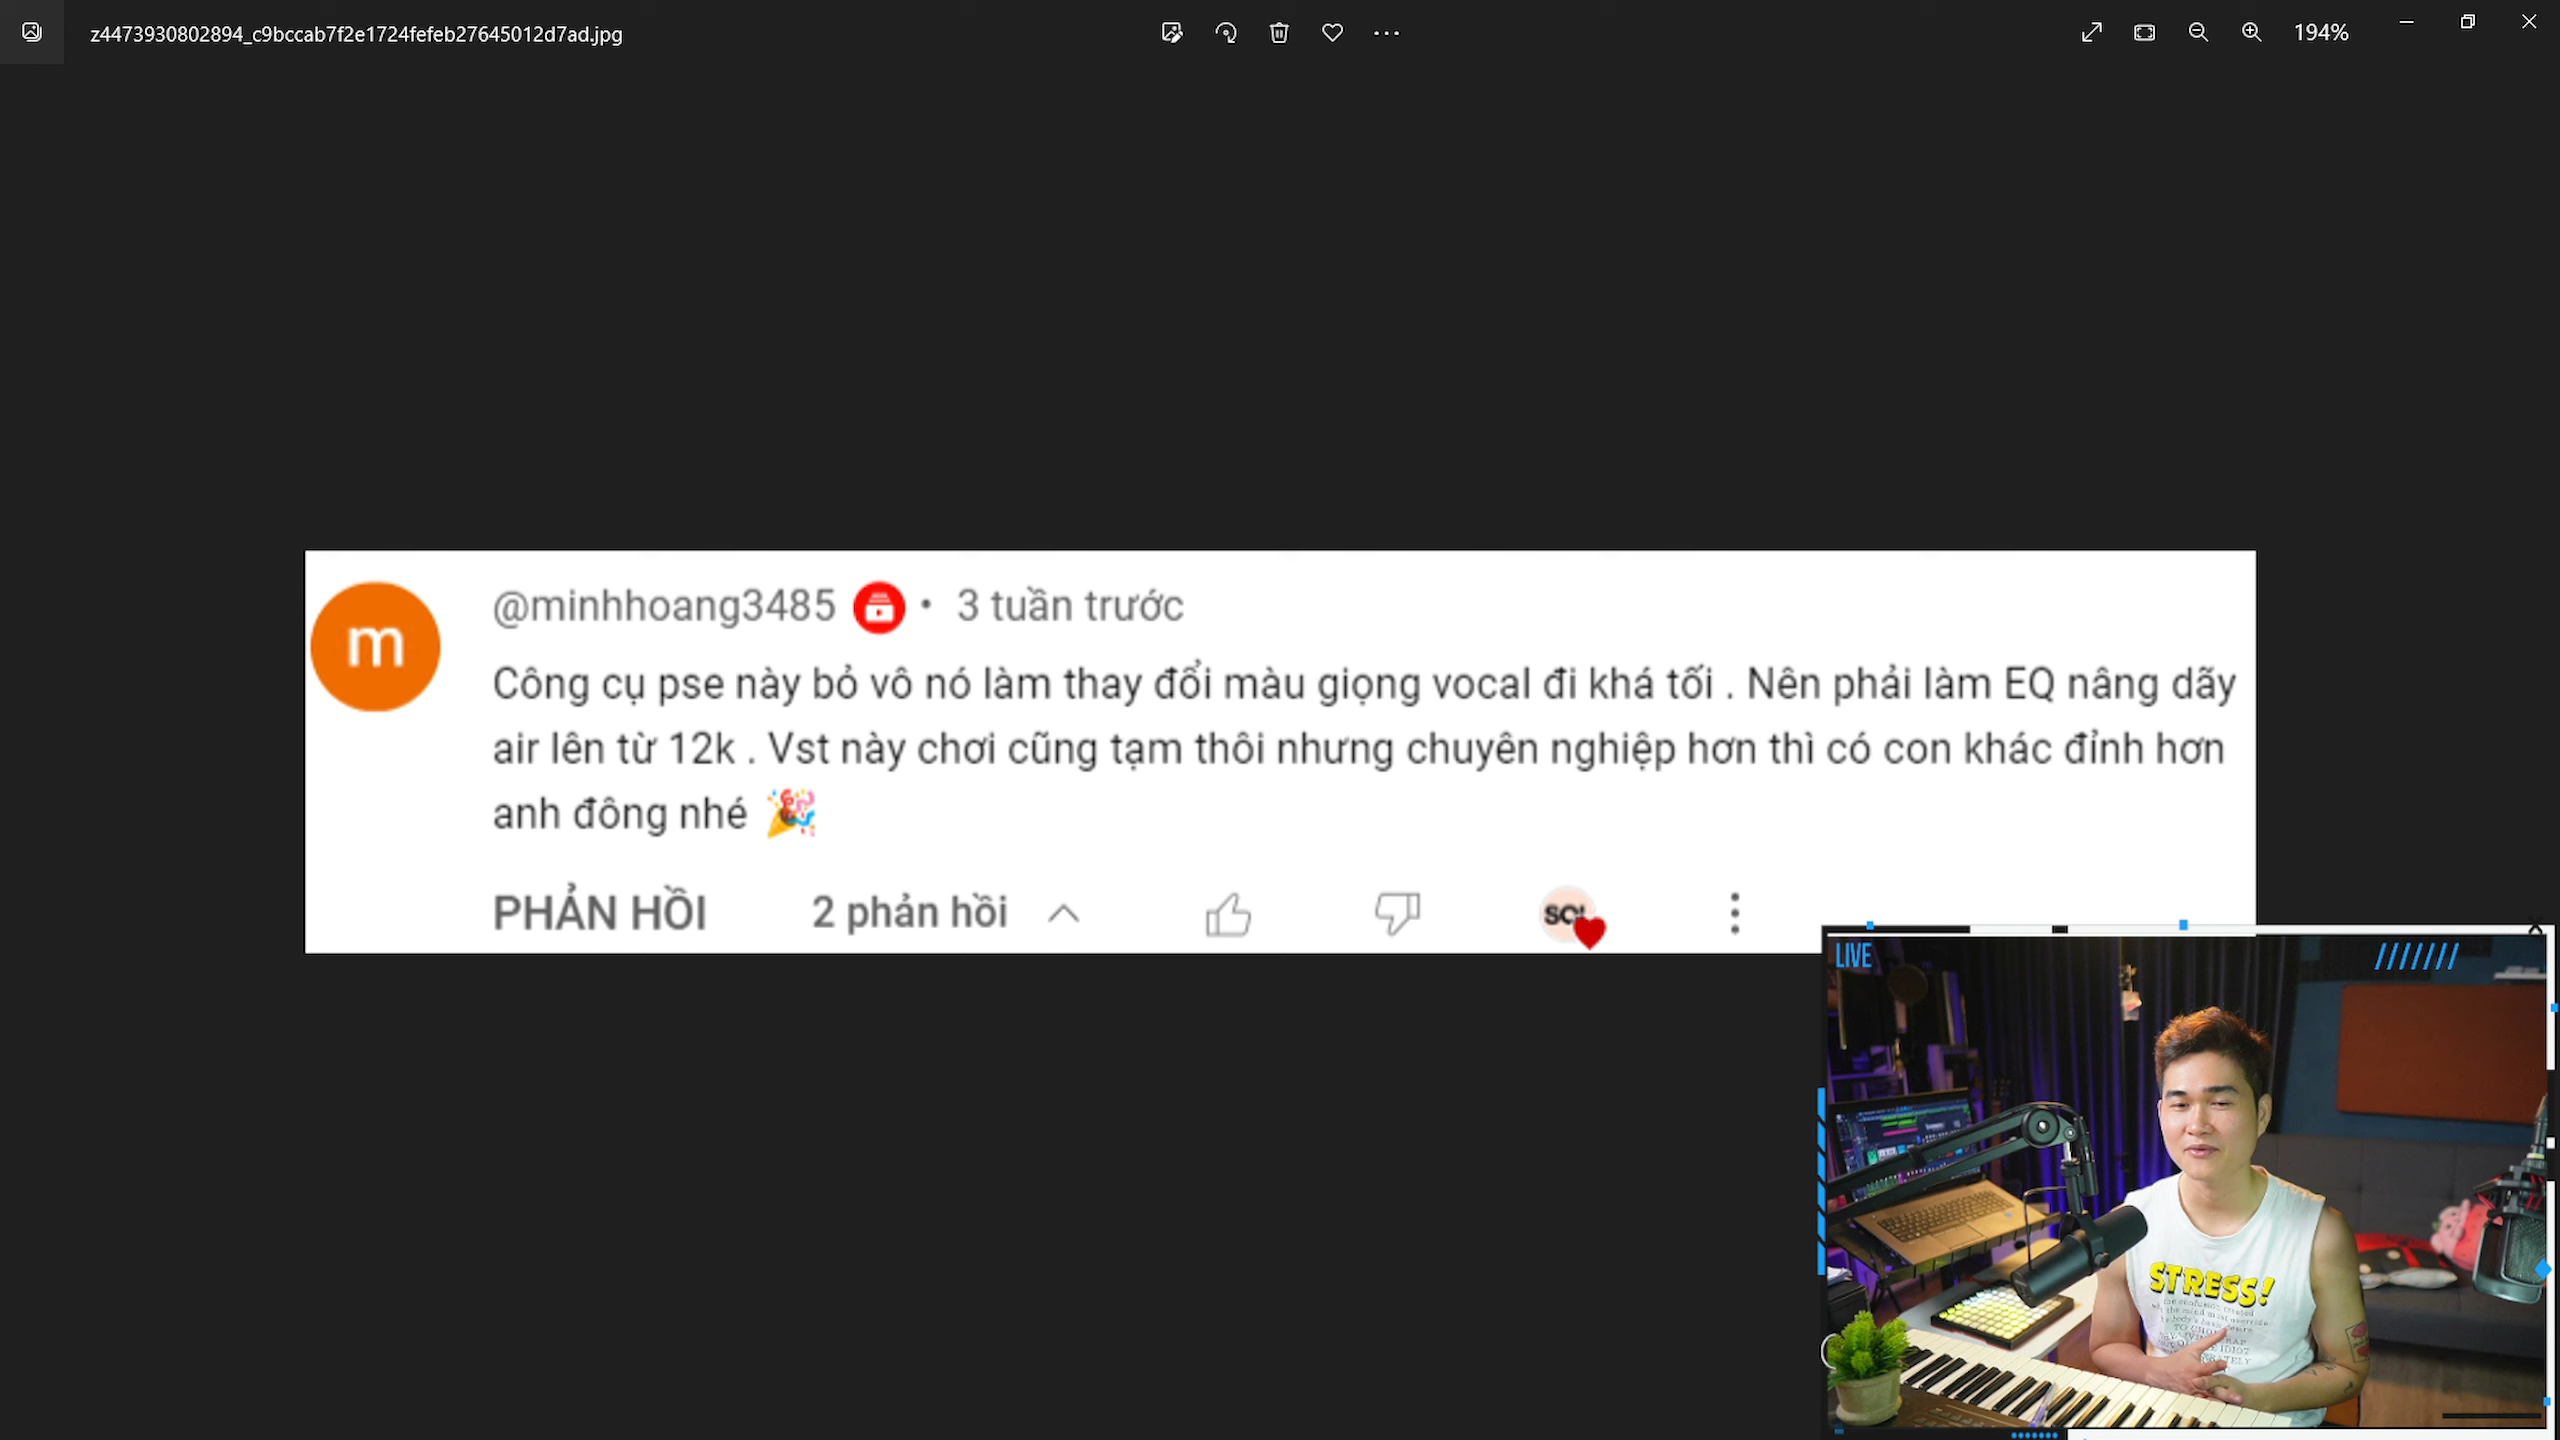 z4473930802894_c9bccab7f2e1724fefeb27645012d7ad.jpg
194%
m
@minhhoang3485 • 3 tuần trước
Công cụ pse này bỏ vô nó làm thay đổi màu giọng vocal đi khá tối . Nên phải làm EQ nâng dãy
air lên từ 12k . Vst này chơi cũng tạm thôi nhưng chuyên nghiệp hơn thì có con khác đỉnh hơn
anh đông nhé 🎉
PHẢN HỒI
2 phản hồi
LIVE
STRESS!